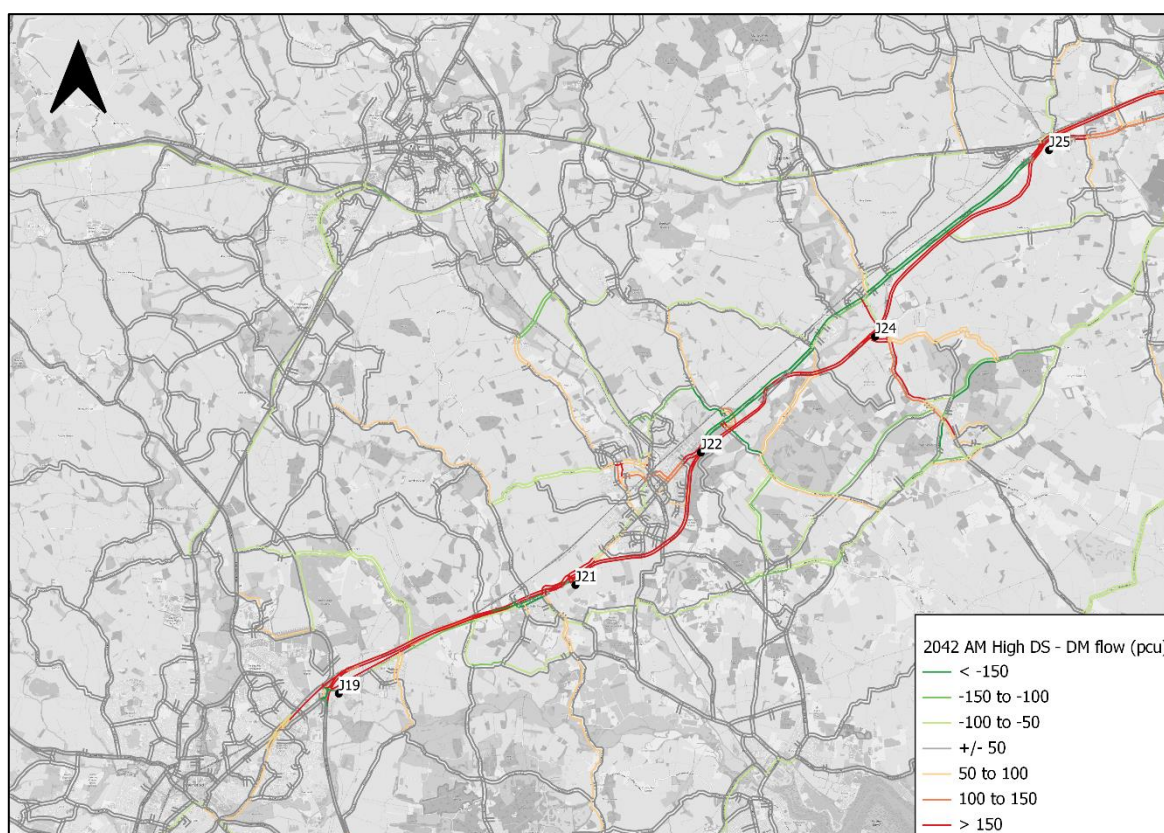 J25
J24
J22
J21
J19
2042 AM High DS - DM flow (pcu)
< -150
-150 to -100
-100 to -50
+/- 50
50 to 100
100 to 150
> 150